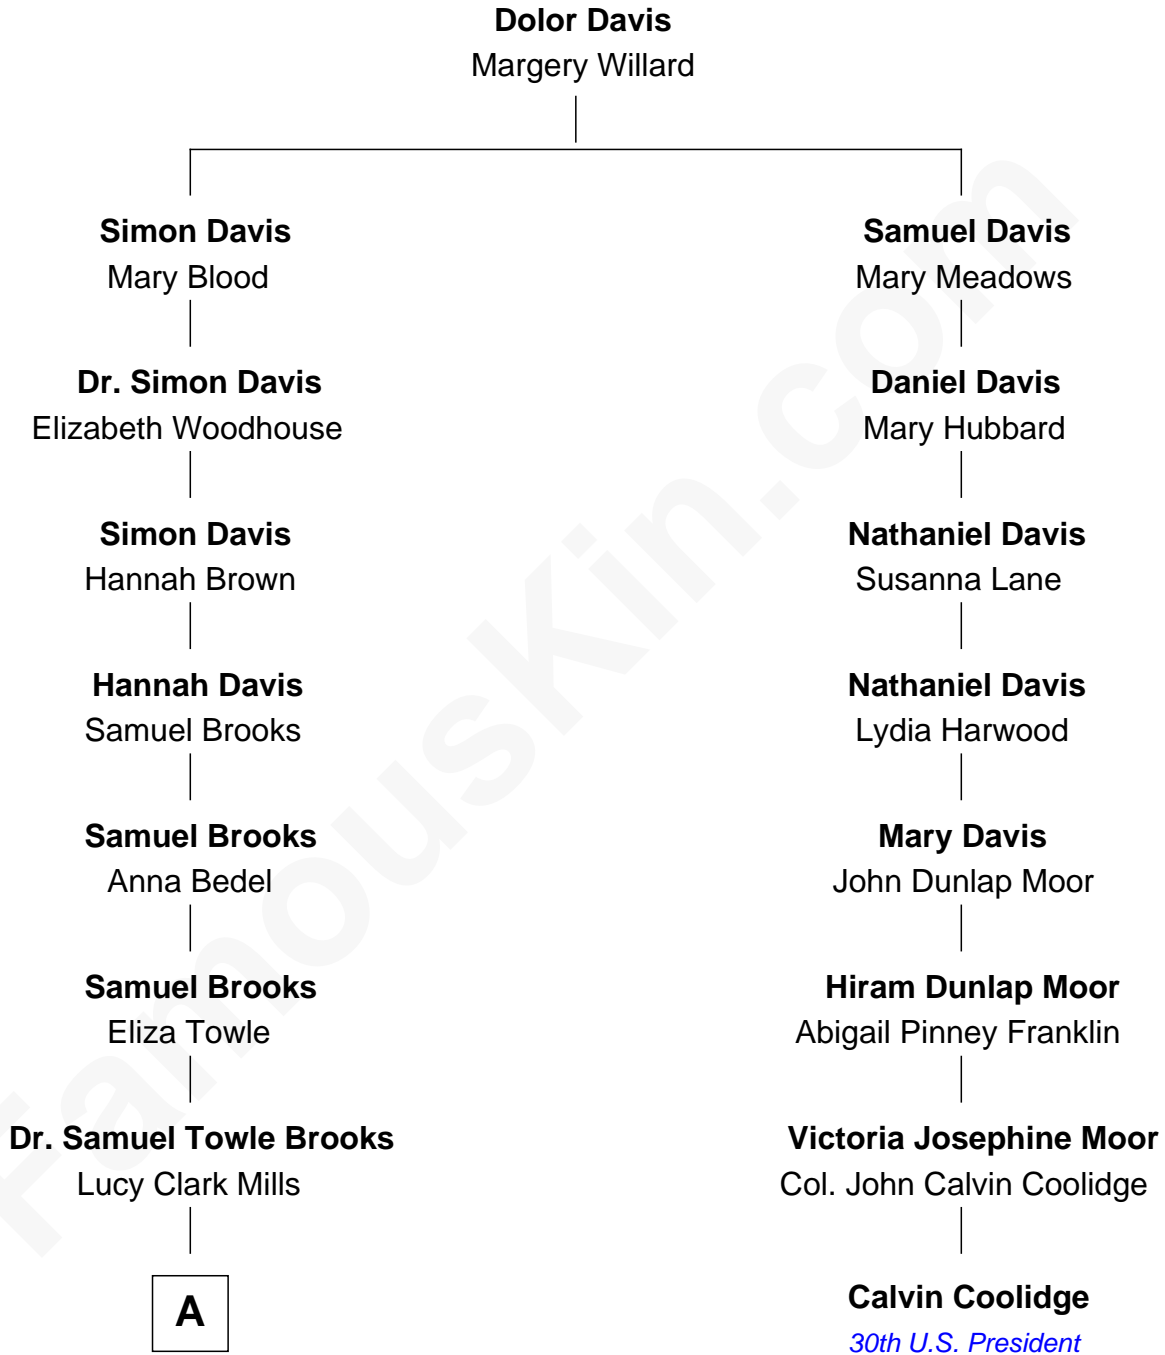 Dolor Davis
Margery Willard
Simon Davis
Mary Blood
Samuel Davis
Mary Meadows
Dr. Simon Davis
Elizabeth Woodhouse
Daniel Davis
Mary Hubbard
Simon Davis
Hannah Brown
Nathaniel Davis
Susanna Lane
Hannah Davis
Samuel Brooks
Nathaniel Davis
Lydia Harwood
Samuel Brooks
Anna Bedel
Mary Davis
John Dunlap Moor
Samuel Brooks
Eliza Towle
Hiram Dunlap Moor
Abigail Pinney Franklin
Dr. Samuel Towle Brooks
Lucy Clark Mills
Victoria Josephine Moor
Col. John Calvin Coolidge
A
Calvin Coolidge
30th U.S. President
FamousKin.com